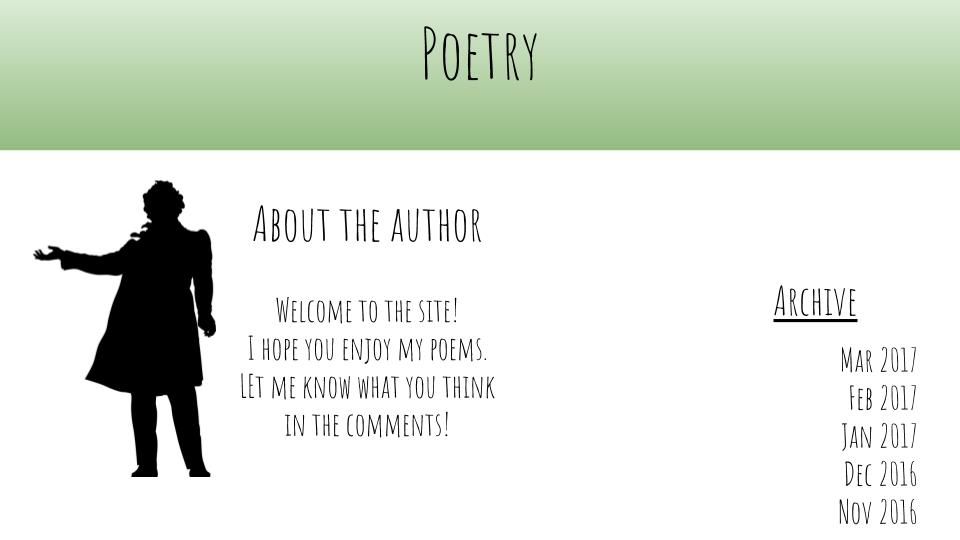 Poetry
About the author
Welcome to the site!
I hope you enjoy my poems.
LEt me know what you think
in the comments!
Archive
Mar 2017
Feb 2017
Jan 2017
Dec 2016
Nov 2016